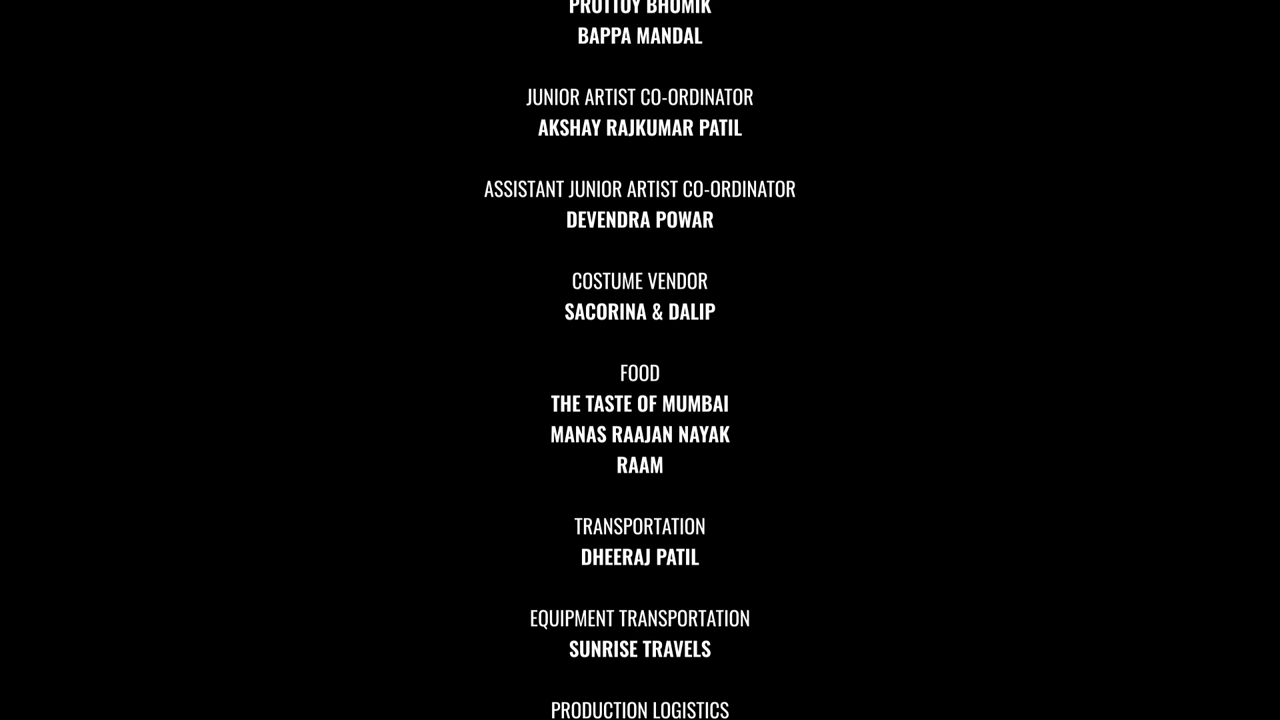 PROTTOY BHOMIK
BAPPA MANDAL
JUNIOR ARTIST CO-ORDINATOR
AKSHAY RAJKUMAR PATIL
ASSISTANT JUNIOR ARTIST CO-ORDINATOR
DEVENDRA POWAR
COSTUME VENDOR
SACORINA & DALIP
FOOD
THE TASTE OF MUMBAI
MANAS RAAJAN NAYAK
RAAM
TRANSPORTATION
DHEERAJ PATIL
EQUIPMENT TRANSPORTATION
SUNRISE TRAVELS
PRODUCTION LOGISTICS